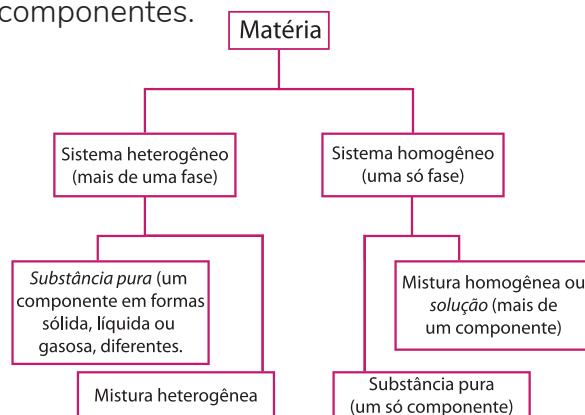 componentes.
Matéria
Sistema heterogêneo
(mais de uma fase)
Sistema homogêneo
(uma só fase)
Substância pura (um
componente em formas
sólida, líquida ou
gasosa, diferentes.
Mistura homogênea ou
solução (mais de
um componente)
Mistura heterogênea
Substância pura
(um só componente)